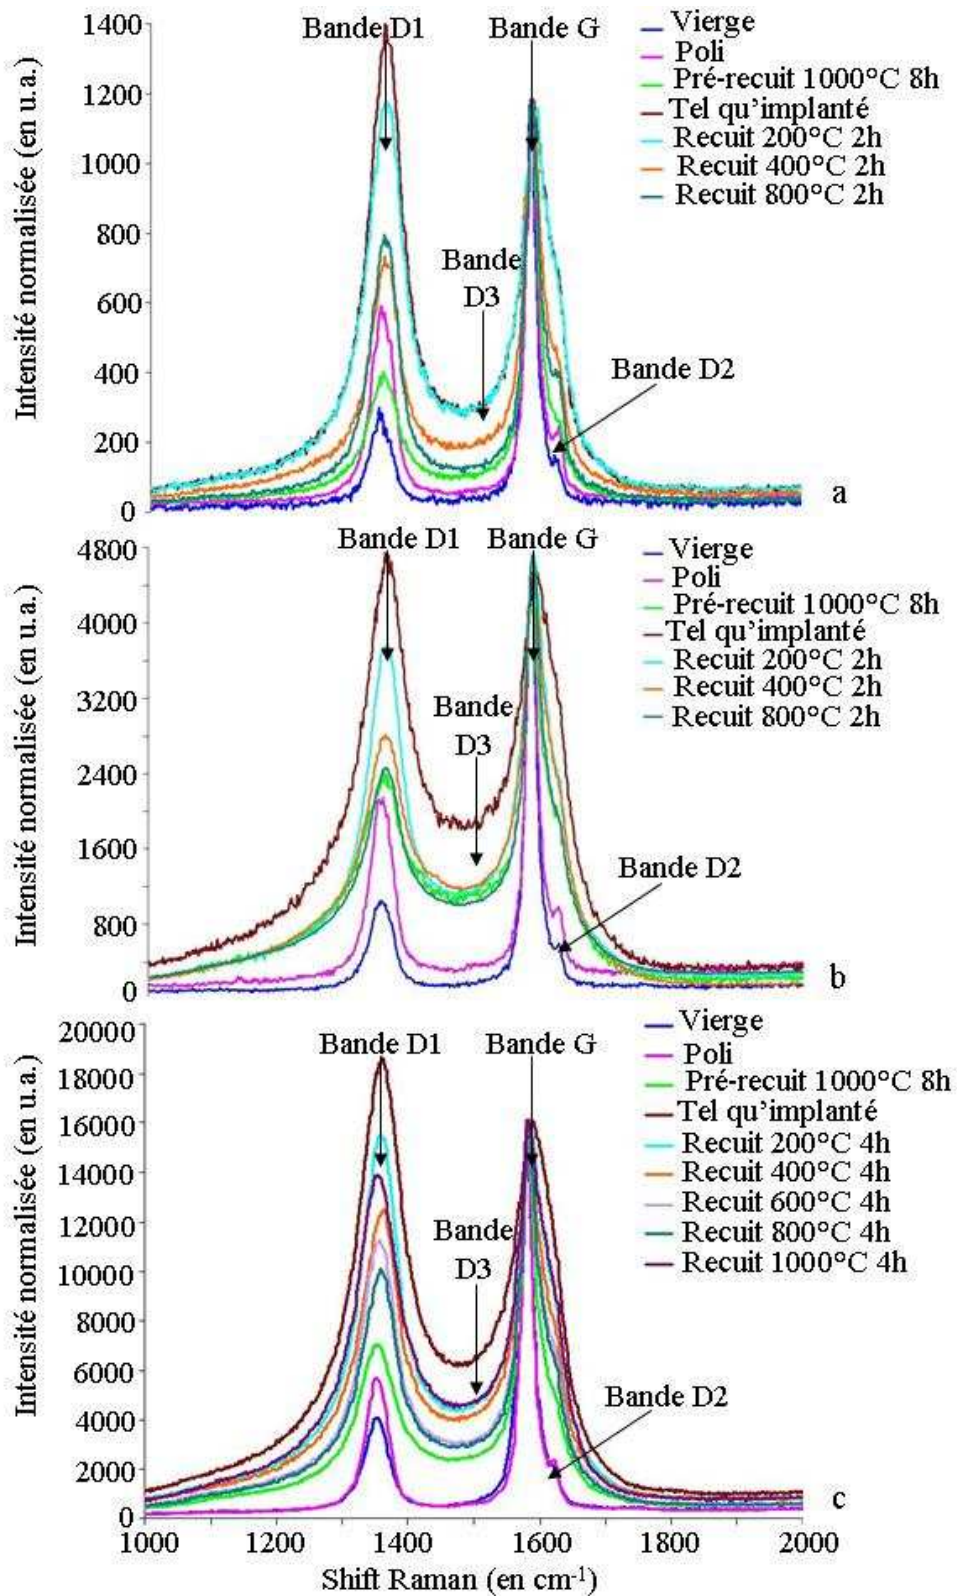 Intensité normalisée (en u.a.)
1400
1200
1000
800
600
400
200
0
Bande D1
Bande G
Bande
D3
Bande D2
Vierge
Poli
Pré-recuit 1000°C 8h
Tel qu'implanté
Recuit 200°C 2h
Recuit 400°C 2h
Recuit 800°C 2h
a
Intensité normalisée (en u.a.)
4800
4000
3200
2400
1600
800
0
Bande D1
Bande G
Bande
D3
Bande D2
Vierge
Poli
Pré-recuit 1000°C 8h
Tel qu'implanté
Recuit 200°C 2h
Recuit 400°C 2h
Recuit 800°C 2h
b
Intensité normalisée (en u.a.)
20000
18000
16000
14000
12000
10000
8000
6000
4000
2000
0
Bande D1
Bande G
Bande
D3
Bande D2
Vierge
Poli
Pré-recuit 1000°C 8h
Tel qu'implanté
Recuit 200°C 4h
Recuit 400°C 4h
Recuit 600°C 4h
Recuit 800°C 4h
Recuit 1000°C 4h
c
1000 1200 1400 1600 1800 2000
Shift Raman (en cm⁻¹)